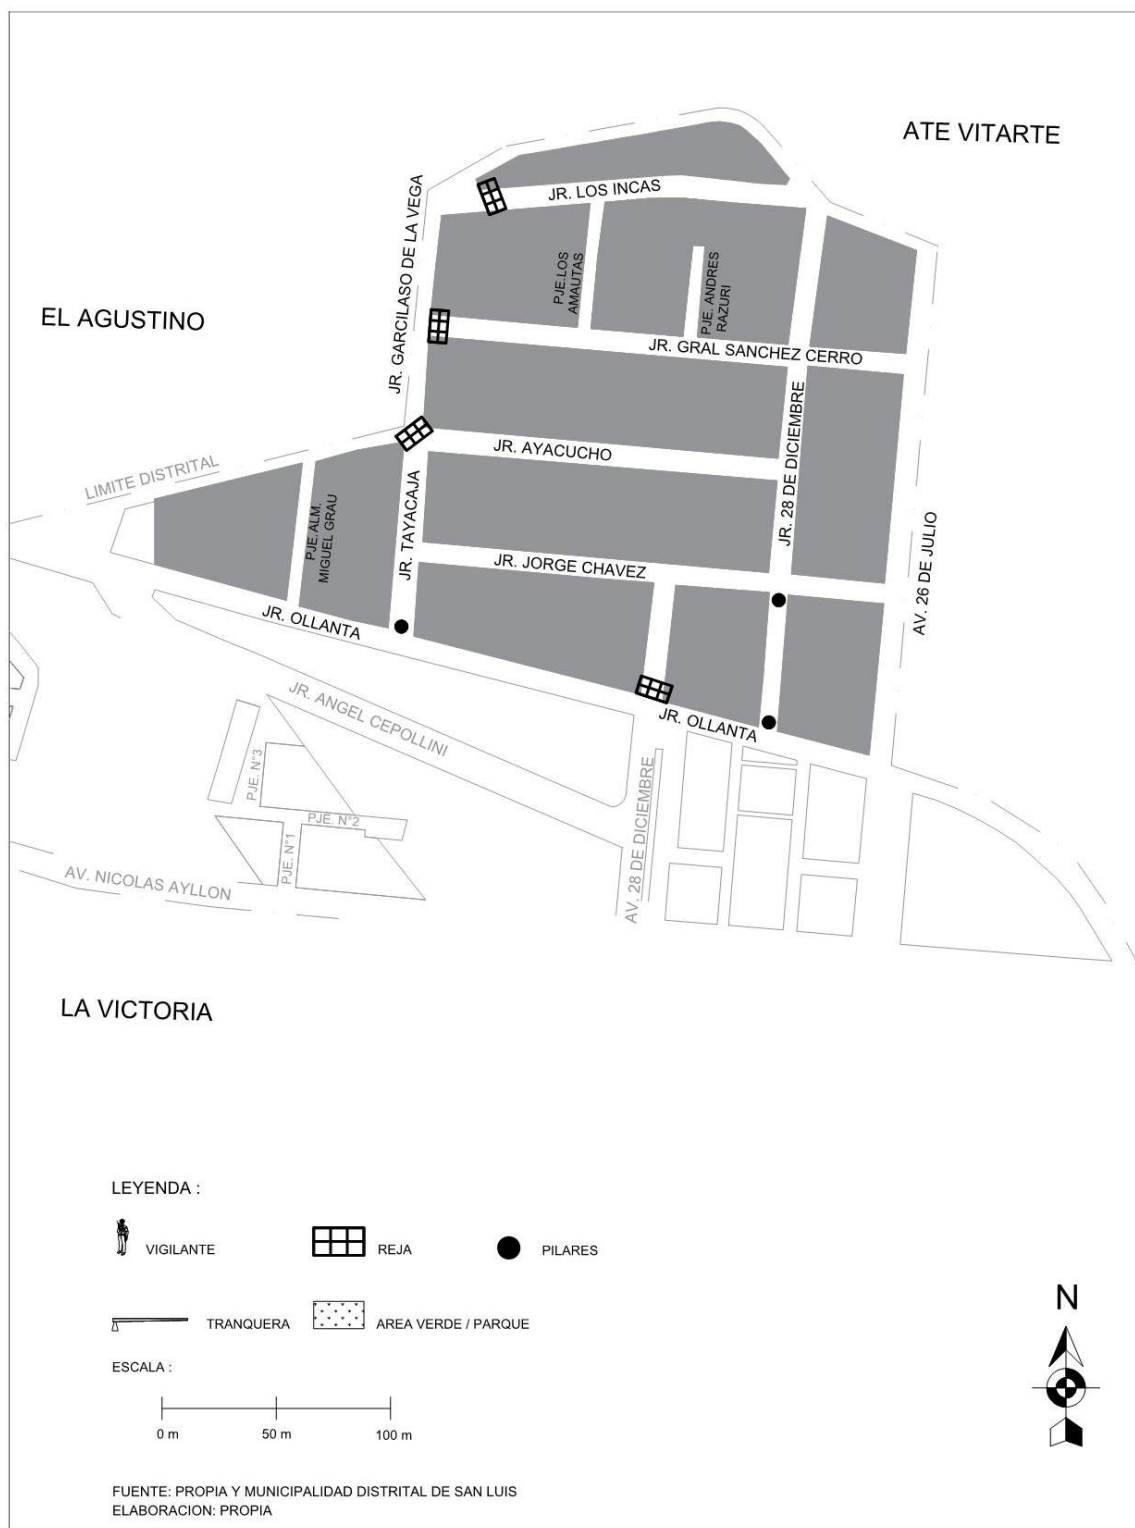 ATE VITARTE
JR. LOS INCAS
JR. GARCILASO DE LA VEGA
PJE.LOS
AMAUTAS
PJE. ANDRES
RAZURI
EL AGUSTINO
JR. GRAL SANCHEZ CERRO
JR. AYACUCHO
JR. 28 DE DICIEMBRE
LIMITE DISTRITAL
PJE. ALM.
MIGUEL GRAU
JR. TAYACAJA
JR. JORGE CHAVEZ
AV. 26 DE JULIO
JR. OLLANTA
JR. ANGEL CEPOLLINI
JR. OLLANTA
PJE. N°3
PJE. N°2
PJE. N°1
AV. 28 DE DICIEMBRE
AV. NICOLAS AYLLON
LA VICTORIA
LEYENDA :
VIGILANTE
REJA
PILARES
TRANQUERA
AREA VERDE / PARQUE
N
ESCALA :
0 m
50 m
100 m
FUENTE: PROPIA Y MUNICIPALIDAD DISTRITAL DE SAN LUIS
ELABORACION: PROPIA